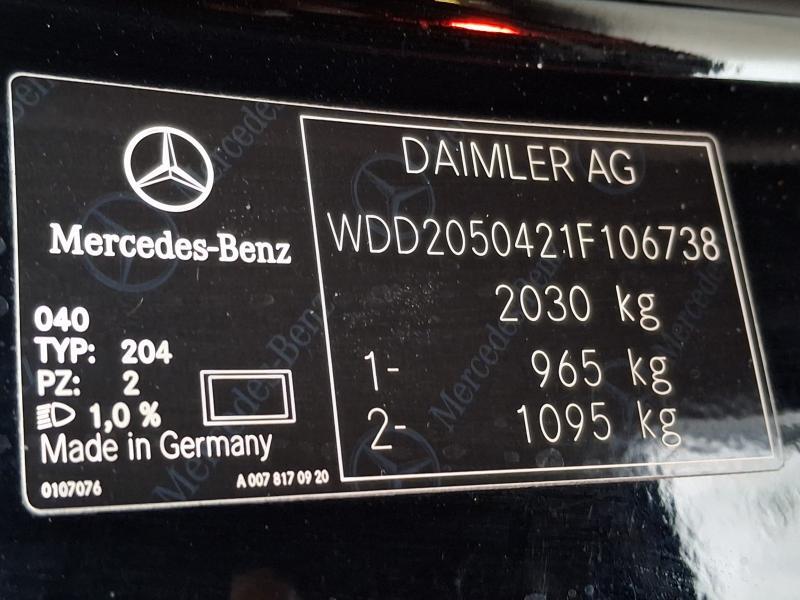 Mercedes-Benz
040
TYP: 204
PZ: 2
1,0 %
Made in Germany
0107076 A 007 817 09 20
DAIMLER AG
WDD2050421F106738
2030 kg
1- 965 kg
2- 1095 kg